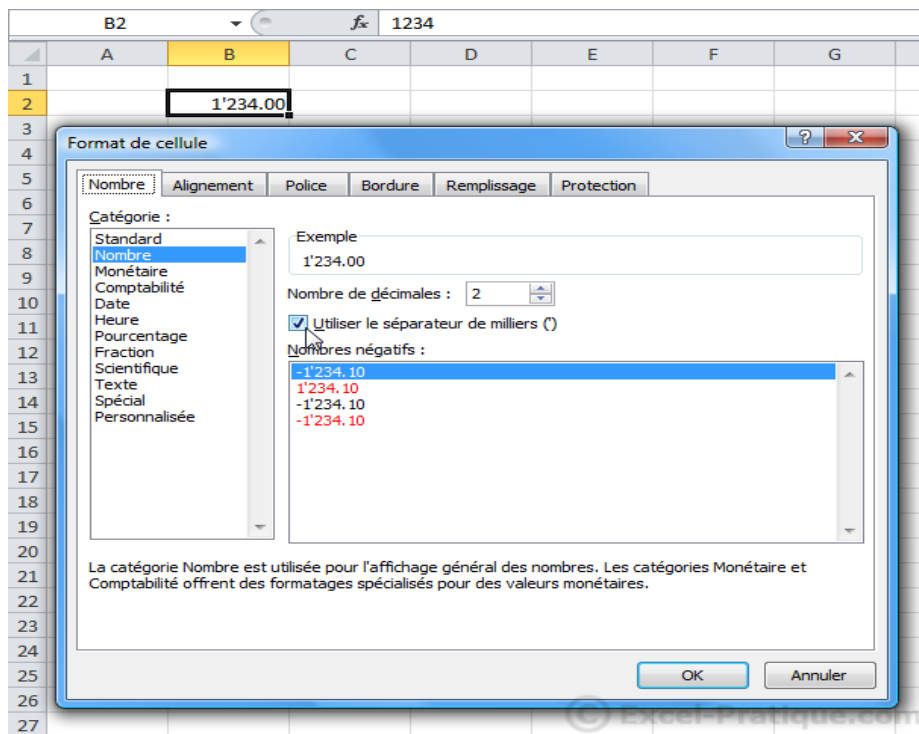 B2 fx 1234
A B C D E F G
1
2 1'234.00
3
Format de cellule
4
5 Nombre Alignement Police Bordure Remplissage Protection
6
7 Catégorie :
8 Standard Exemple
Nombre 1'234.00
9 Monétaire
Comptabilité Nombre de décimales : 2
10 Date
11 Heure Utiliser le séparateur de milliers (')
Pourcentage
12 Fraction Nombres négatifs :
13 Scientifique -1'234.10
Texte 1'234.10
14 Spécial -1'234.10
15 Personnalisée -1'234.10
16
17
18
19
20
21 La catégorie Nombre est utilisée pour l'affichage général des nombres. Les catégories Monétaire et
Comptabilité offrent des formatages spécialisés pour des valeurs monétaires.
22
23
24
25 OK Annuler
26
© Excel-Pratique.com
27